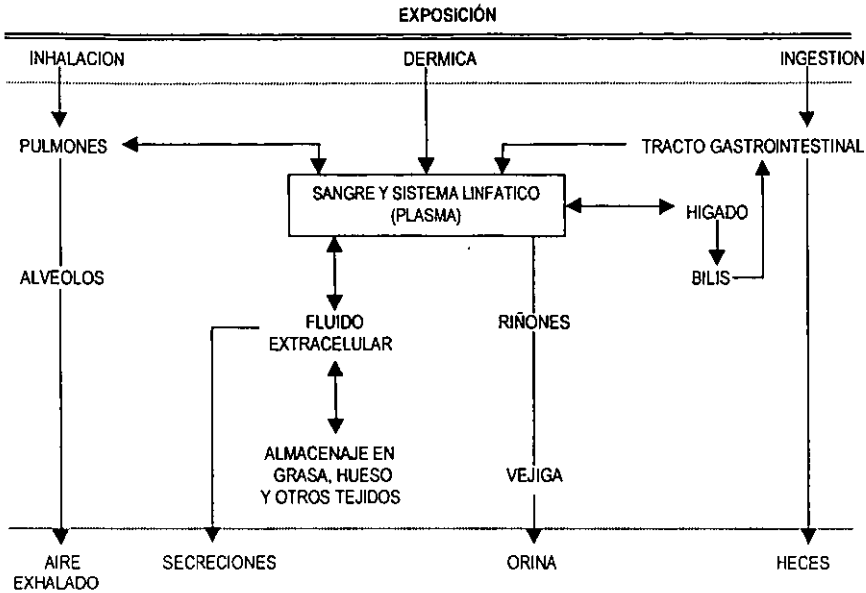 EXPOSICIÓN
INHALACION DERMICA INGESTION
PULMONES TRACTO GASTROINTESTINAL
SANGRE Y SISTEMA LINFATICO
(PLASMA)
HIGADO
ALVEOLOS BILIS
FLUIDO
EXTRACELULAR
RIÑONES
ALMACENAJE EN
GRASA, HUESO
Y OTROS TEJIDOS
VEJIGA
AIRE
EXHALADO
SECRECIONES ORINA HECES